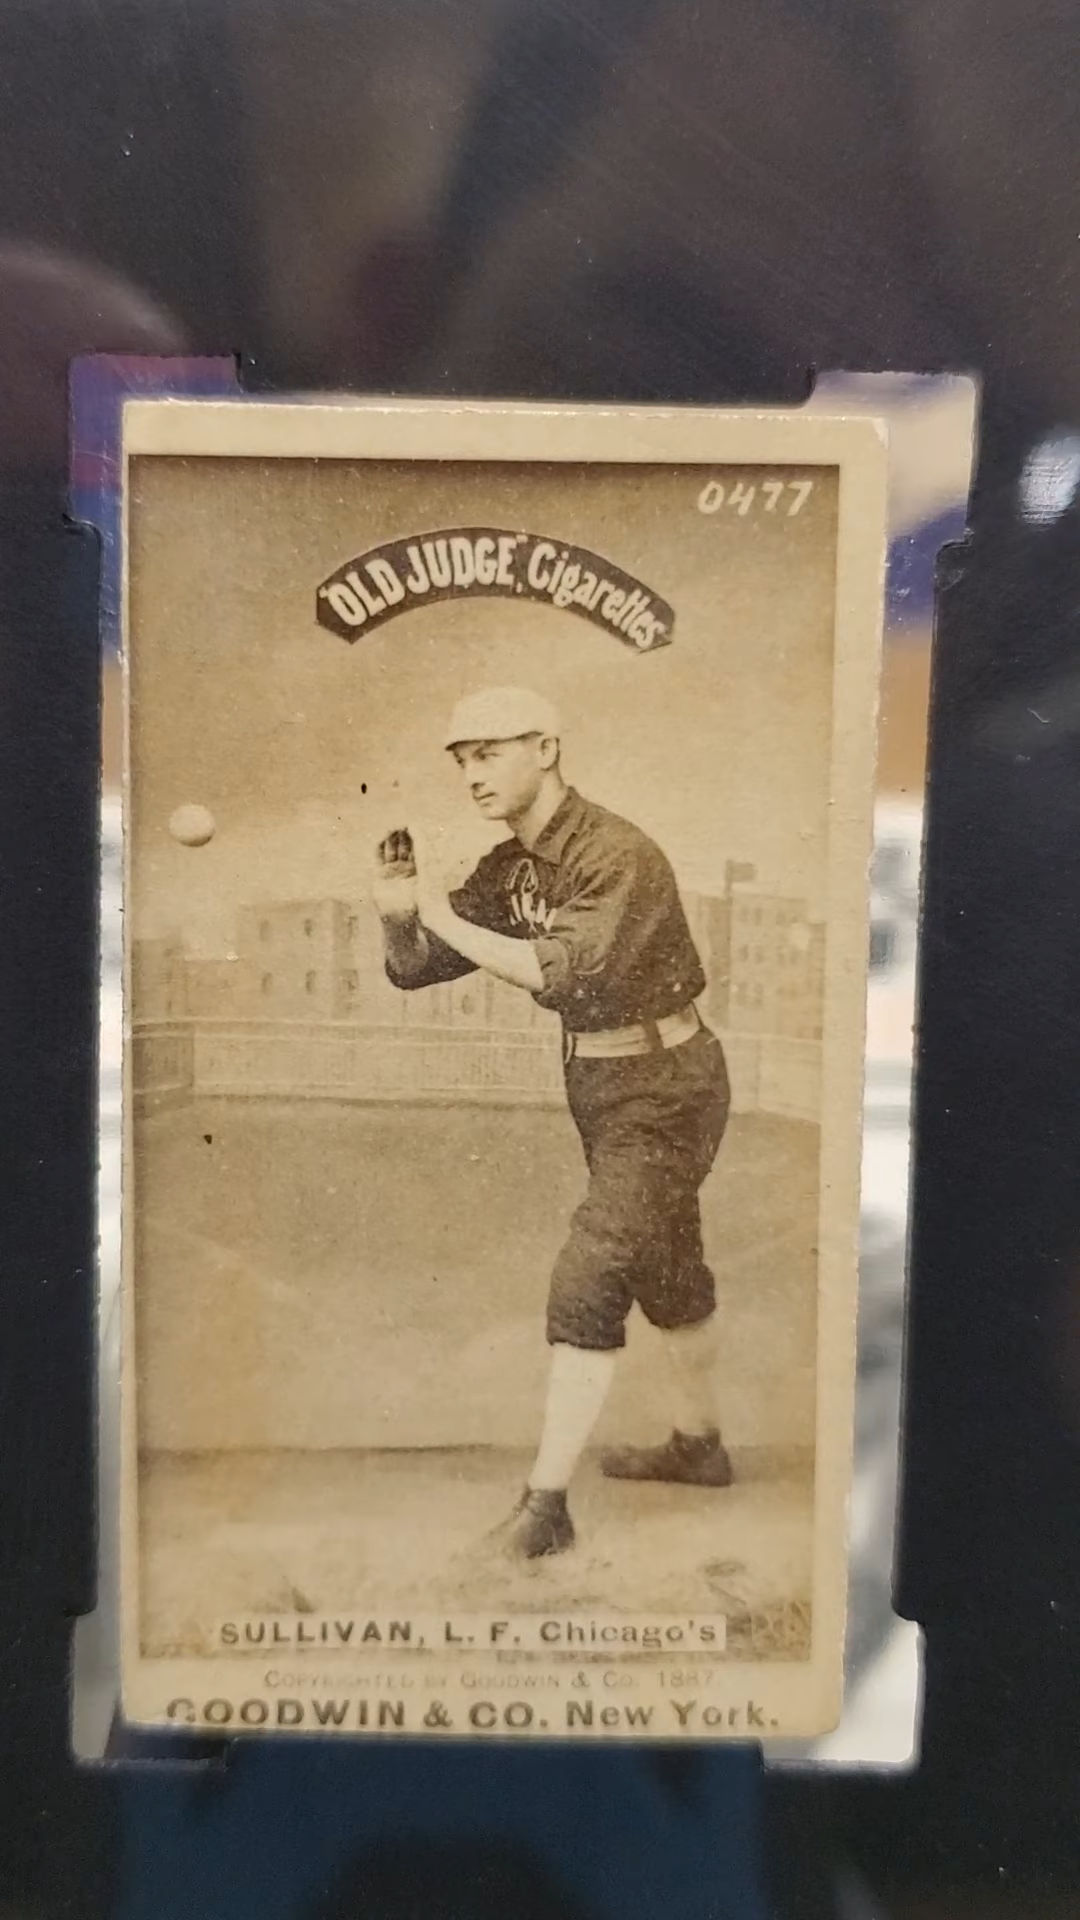 0477
"OLD JUDGE" Cigarettes
SULLIVAN, L. F. Chicago's
COPYRIGHTED BY GOODWIN & CO. 1887.
GOODWIN & CO. New York.